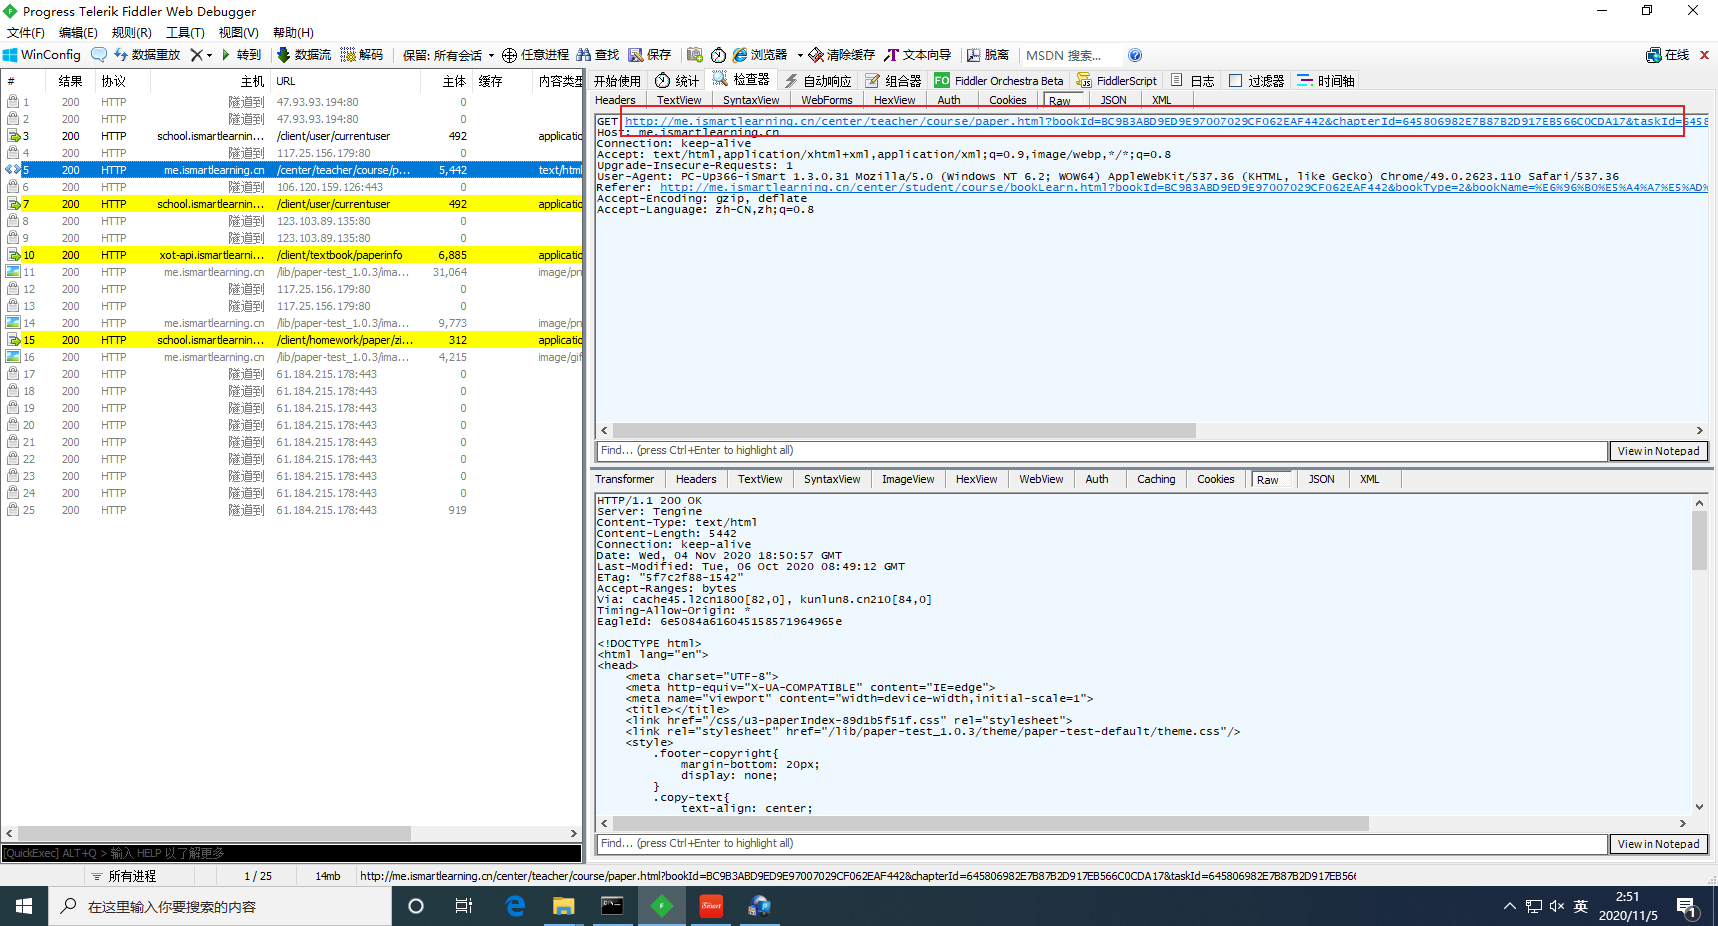 Progress Telerik Fiddler Web Debugger
文件(F) 编辑(E) 规则(R) 工具(T) 视图(V) 帮助(H)
WinConfig 数据重放 转到 数据流 解码 保留: 所有会话 任意进程 查找 保存 浏览器 清除缓存 文本向导 脱离 MSDN 搜索... 在线
# 结果 协议 主机 URL 主体 缓存 内容类型
1 200 HTTP 隧道到 47.93.93.194:80 0
2 200 HTTP 隧道到 47.93.93.194:80 0
3 200 HTTP school.ismartlearnin... /client/user/currentuser 492 applicatio
4 200 HTTP 隧道到 117.25.156.179:80 0
5 200 HTTP me.ismartlearning.cn /center/teacher/course/p... 5,442 text/html
6 200 HTTP 隧道到 106.120.159.126:443 0
7 200 HTTP school.ismartlearnin... /client/user/currentuser 492 applicatio
8 200 HTTP 隧道到 123.103.89.135:80 0
9 200 HTTP 隧道到 123.103.89.135:80 0
10 200 HTTP xot-api.ismartlearni... /client/textbook/paperinfo 6,885 applicatio
11 200 HTTP me.ismartlearning.cn /lib/paper-test_1.0.3/ima... 31,064 image/pn
12 200 HTTP 隧道到 117.25.156.179:80 0
13 200 HTTP 隧道到 117.25.156.179:80 0
14 200 HTTP me.ismartlearning.cn /lib/paper-test_1.0.3/ima... 9,773 image/pn
15 200 HTTP school.ismartlearnin... /client/homework/paper/zi... 312 applicatio
16 200 HTTP me.ismartlearning.cn /lib/paper-test_1.0.3/ima... 4,215 image/gif
17 200 HTTP 隧道到 61.184.215.178:443 0
18 200 HTTP 隧道到 61.184.215.178:443 0
19 200 HTTP 隧道到 61.184.215.178:443 0
20 200 HTTP 隧道到 61.184.215.178:443 0
21 200 HTTP 隧道到 61.184.215.178:443 0
22 200 HTTP 隧道到 61.184.215.178:443 0
23 200 HTTP 隧道到 61.184.215.178:443 0
24 200 HTTP 隧道到 61.184.215.178:443 0
25 200 HTTP 隧道到 61.184.215.178:443 919
[QuickExec] ALT+Q > 输入 HELP 以了解更多
开始使用 统计 检查器 自动响应 组合器 FO Fiddler Orchestra Beta FiddlerScript 日志 过滤器 时间轴
Headers TextView SyntaxView WebForms HexView Auth Cookies Raw JSON XML
GET http://me.ismartlearning.cn/center/teacher/course/paper.html?bookId=BC9B3ABD9ED9E97007029CF062EAF442&chapterId=645806982E7B87B2D917EB566C0CDA17&taskId=6458
Host: me.ismartlearning.cn
Connection: keep-alive
Accept: text/html,application/xhtml+xml,application/xml;q=0.9,image/webp,*/*;q=0.8
Upgrade-Insecure-Requests: 1
User-Agent: PC-Up366-iSmart 1.3.0.31 Mozilla/5.0 (Windows NT 6.2; WOW64) AppleWebKit/537.36 (KHTML, like Gecko) Chrome/49.0.2623.110 Safari/537.36
Referer: http://me.ismartlearning.cn/center/student/course/bookLearn.html?bookId=BC9B3ABD9ED9E97007029CF062EAF442&bookType=2&bookName=%E6%96%B0%E5%A4%A7%E5%AD%
Accept-Encoding: gzip, deflate
Accept-Language: zh-CN,zh;q=0.8
Find... (press Ctrl+Enter to highlight all) View in Notepad
Transformer Headers TextView SyntaxView ImageView HexView WebView Auth Caching Cookies Raw JSON XML
HTTP/1.1 200 OK
Server: Tengine
Content-Type: text/html
Content-Length: 5442
Connection: keep-alive
Date: Wed, 04 Nov 2020 18:50:57 GMT
Last-Modified: Tue, 06 Oct 2020 08:49:12 GMT
ETag: "5f7c2f88-1542"
Accept-Ranges: bytes
Via: cache45.l2cn1800[82,0], kunlun8.cn210[84,0]
Timing-Allow-Origin: *
EagleId: 6e5084a616045158571964965e
<!DOCTYPE html>
<html lang="en">
<head>
<meta charset="UTF-8">
<meta http-equiv="X-UA-COMPATIBLE" content="IE=edge">
<meta name="viewport" content="width=device-width,initial-scale=1">
<title></title>
<link href="/css/u3-paperIndex-89d1b5f51f.css" rel="stylesheet">
<link rel="stylesheet" href="/lib/paper-test_1.0.3/theme/paper-test-default/theme.css"/>
<style>
.footer-copyright{
margin-bottom: 20px;
display: none;
}
.copy-text{
text-align: center;
Find... (press Ctrl+Enter to highlight all) View in Notepad
所有进程 1 / 25 14mb http://me.ismartlearning.cn/center/teacher/course/paper.html?bookId=BC9B3ABD9ED9E97007029CF062EAF442&chapterId=645806982E7B87B2D917EB566C0CDA17&taskId=645806982E7B87B2D917EB566
在这里输入你要搜索的内容 iSmart 英 2:51
2020/11/5 1